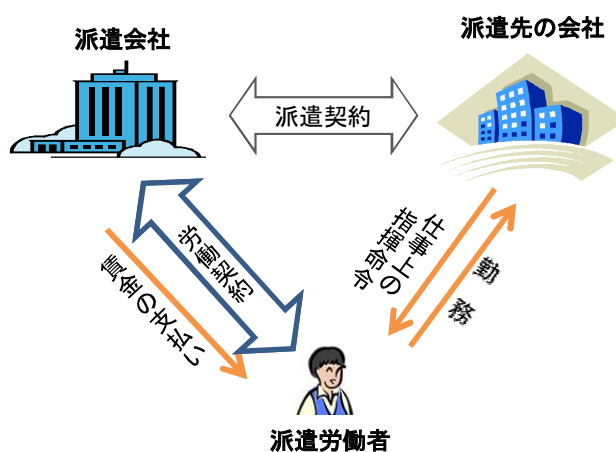 派遣会社
派遣先の会社
派遣契約
労働契約
賃金の支払い
仕事上の
指揮命令
勤務
派遣労働者